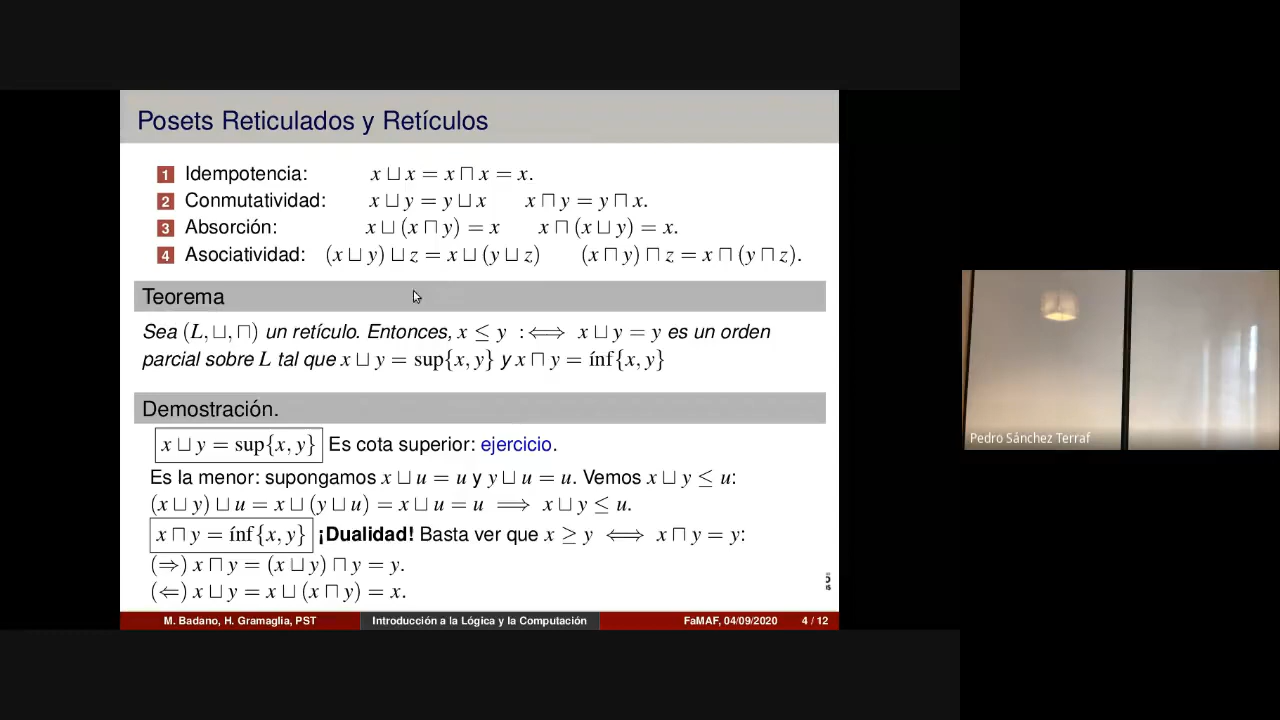 Posets Reticulados y Retículos
1 Idempotencia: x ⊔ x = x ⊓ x = x.
2 Conmutatividad: x ⊔ y = y ⊔ x x ⊓ y = y ⊓ x.
3 Absorción: x ⊔ (x ⊓ y) = x x ⊓ (x ⊔ y) = x.
4 Asociatividad: (x ⊔ y) ⊔ z = x ⊔ (y ⊔ z) (x ⊓ y) ⊓ z = x ⊓ (y ⊓ z).
Teorema
Sea (L, ⊔, ⊓) un retículo. Entonces, x ≤ y :⟺ x ⊔ y = y es un orden
parcial sobre L tal que x ⊔ y = sup{x, y} y x ⊓ y = ínf{x, y}
Demostración.
x ⊔ y = sup{x, y} Es cota superior: ejercicio.
Es la menor: supongamos x ⊔ u = u y y ⊔ u = u. Vemos x ⊔ y ≤ u:
(x ⊔ y) ⊔ u = x ⊔ (y ⊔ u) = x ⊔ u = u ⟹ x ⊔ y ≤ u.
x ⊓ y = ínf{x, y} ¡Dualidad! Basta ver que x ≥ y ⟺ x ⊓ y = y:
(⇒) x ⊓ y = (x ⊔ y) ⊓ y = y.
(⇐) x ⊔ y = x ⊔ (x ⊓ y) = x.
M. Badano, H. Gramaglia, PST Introducción a la Lógica y la Computación FaMAF, 04/09/2020 4 / 12
Pedro Sánchez Terraf